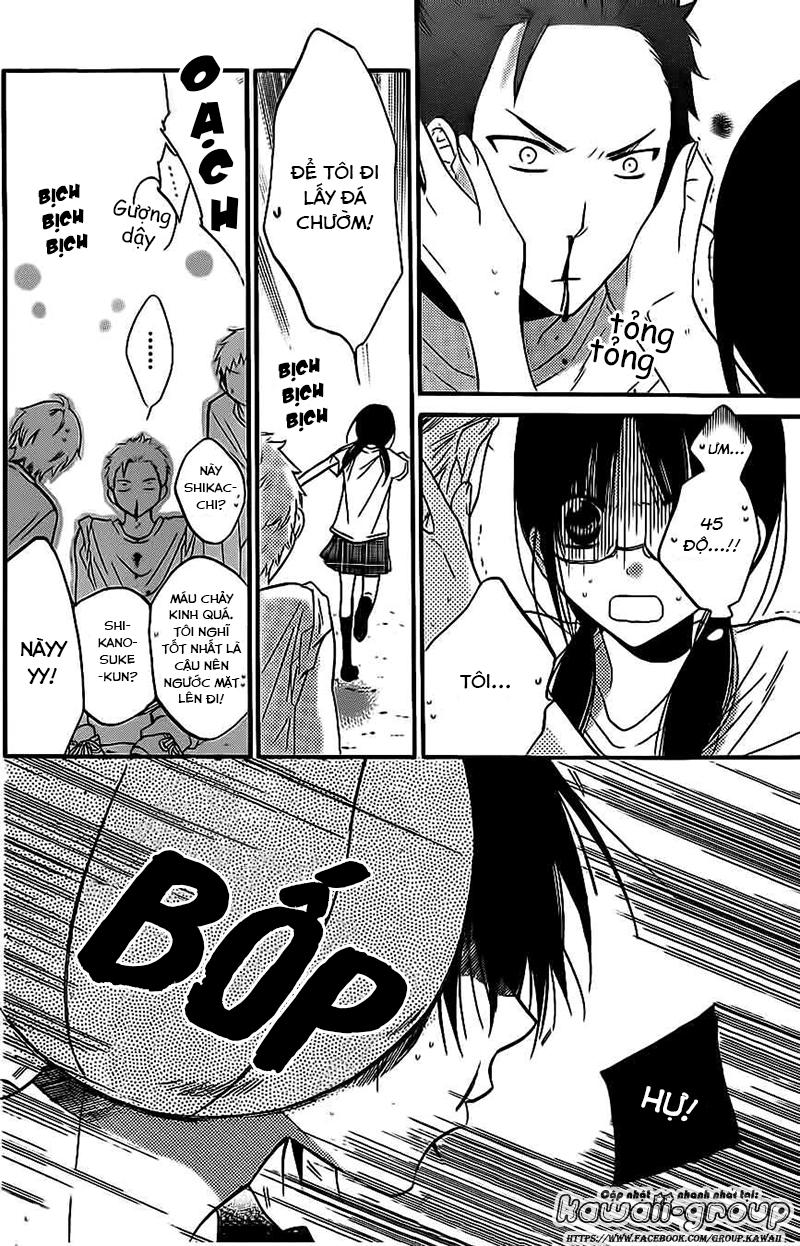 tỏng
tỏng
ƯM...
45
ĐỘ...!!
TÔI...
ĐỂ TÔI ĐI
LẤY ĐÁ
CHƯỜM!
BỊCH
BỊCH
BỊCH
OẠCH
......
Gượng
dậy
BỊCH
BỊCH
BỊCH
......
NÀY
SHIKAC-
CHI?
MÁU CHẢY
KINH QUÁ.
TÔI NGHĨ
TỐT NHẤT LÀ
CẬU NÊN
NGƯỚC MẶT
LÊN ĐI!
SHI-
KANO-
SUKE
-KUN?
NÀYY
YY!
BỐP
HỰ!
Cập nhật nhanh nhất tại:
kawaii-group
HTTPS://WWW.FACEBOOK.COM/GROUP.KAWAII